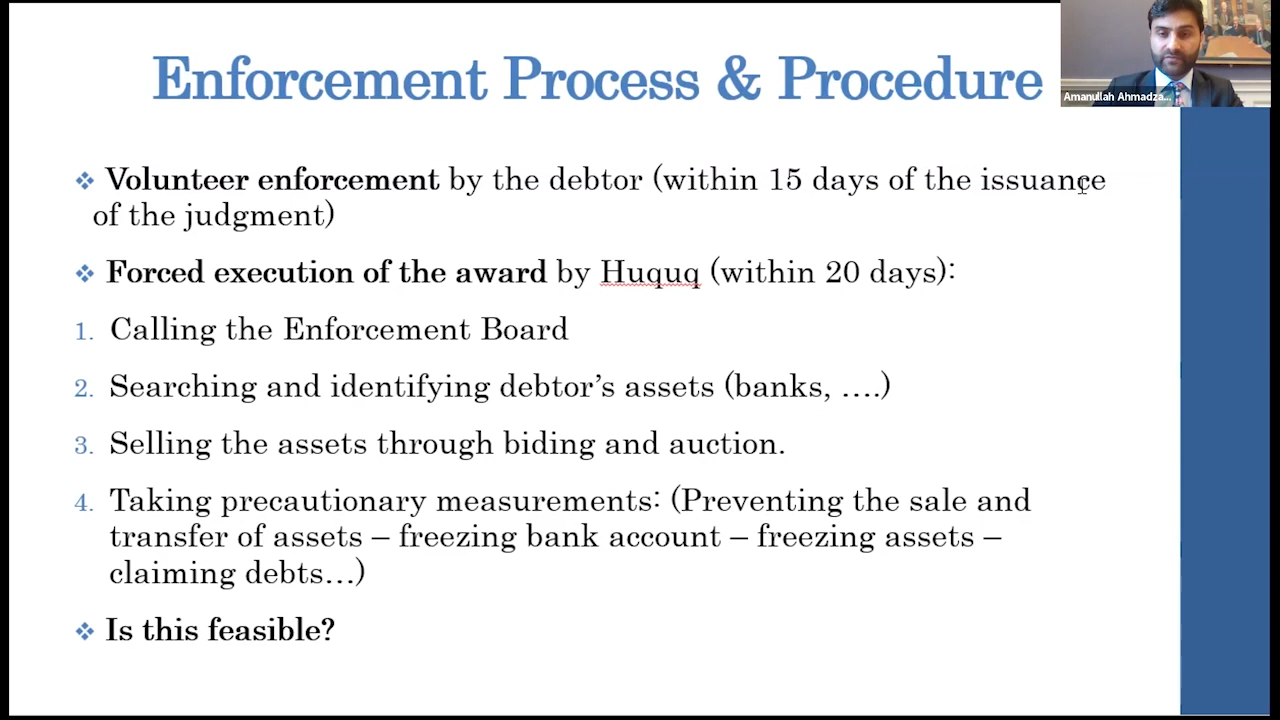 Enforcement Process & Procedure
Amanullah Ahmadza...
❖ Volunteer enforcement by the debtor (within 15 days of the issuance
of the judgment)
❖ Forced execution of the award by Huquq (within 20 days):
1. Calling the Enforcement Board
2. Searching and identifying debtor’s assets (banks, ….)
3. Selling the assets through biding and auction.
4. Taking precautionary measurements: (Preventing the sale and
transfer of assets – freezing bank account – freezing assets –
claiming debts…)
❖ Is this feasible?